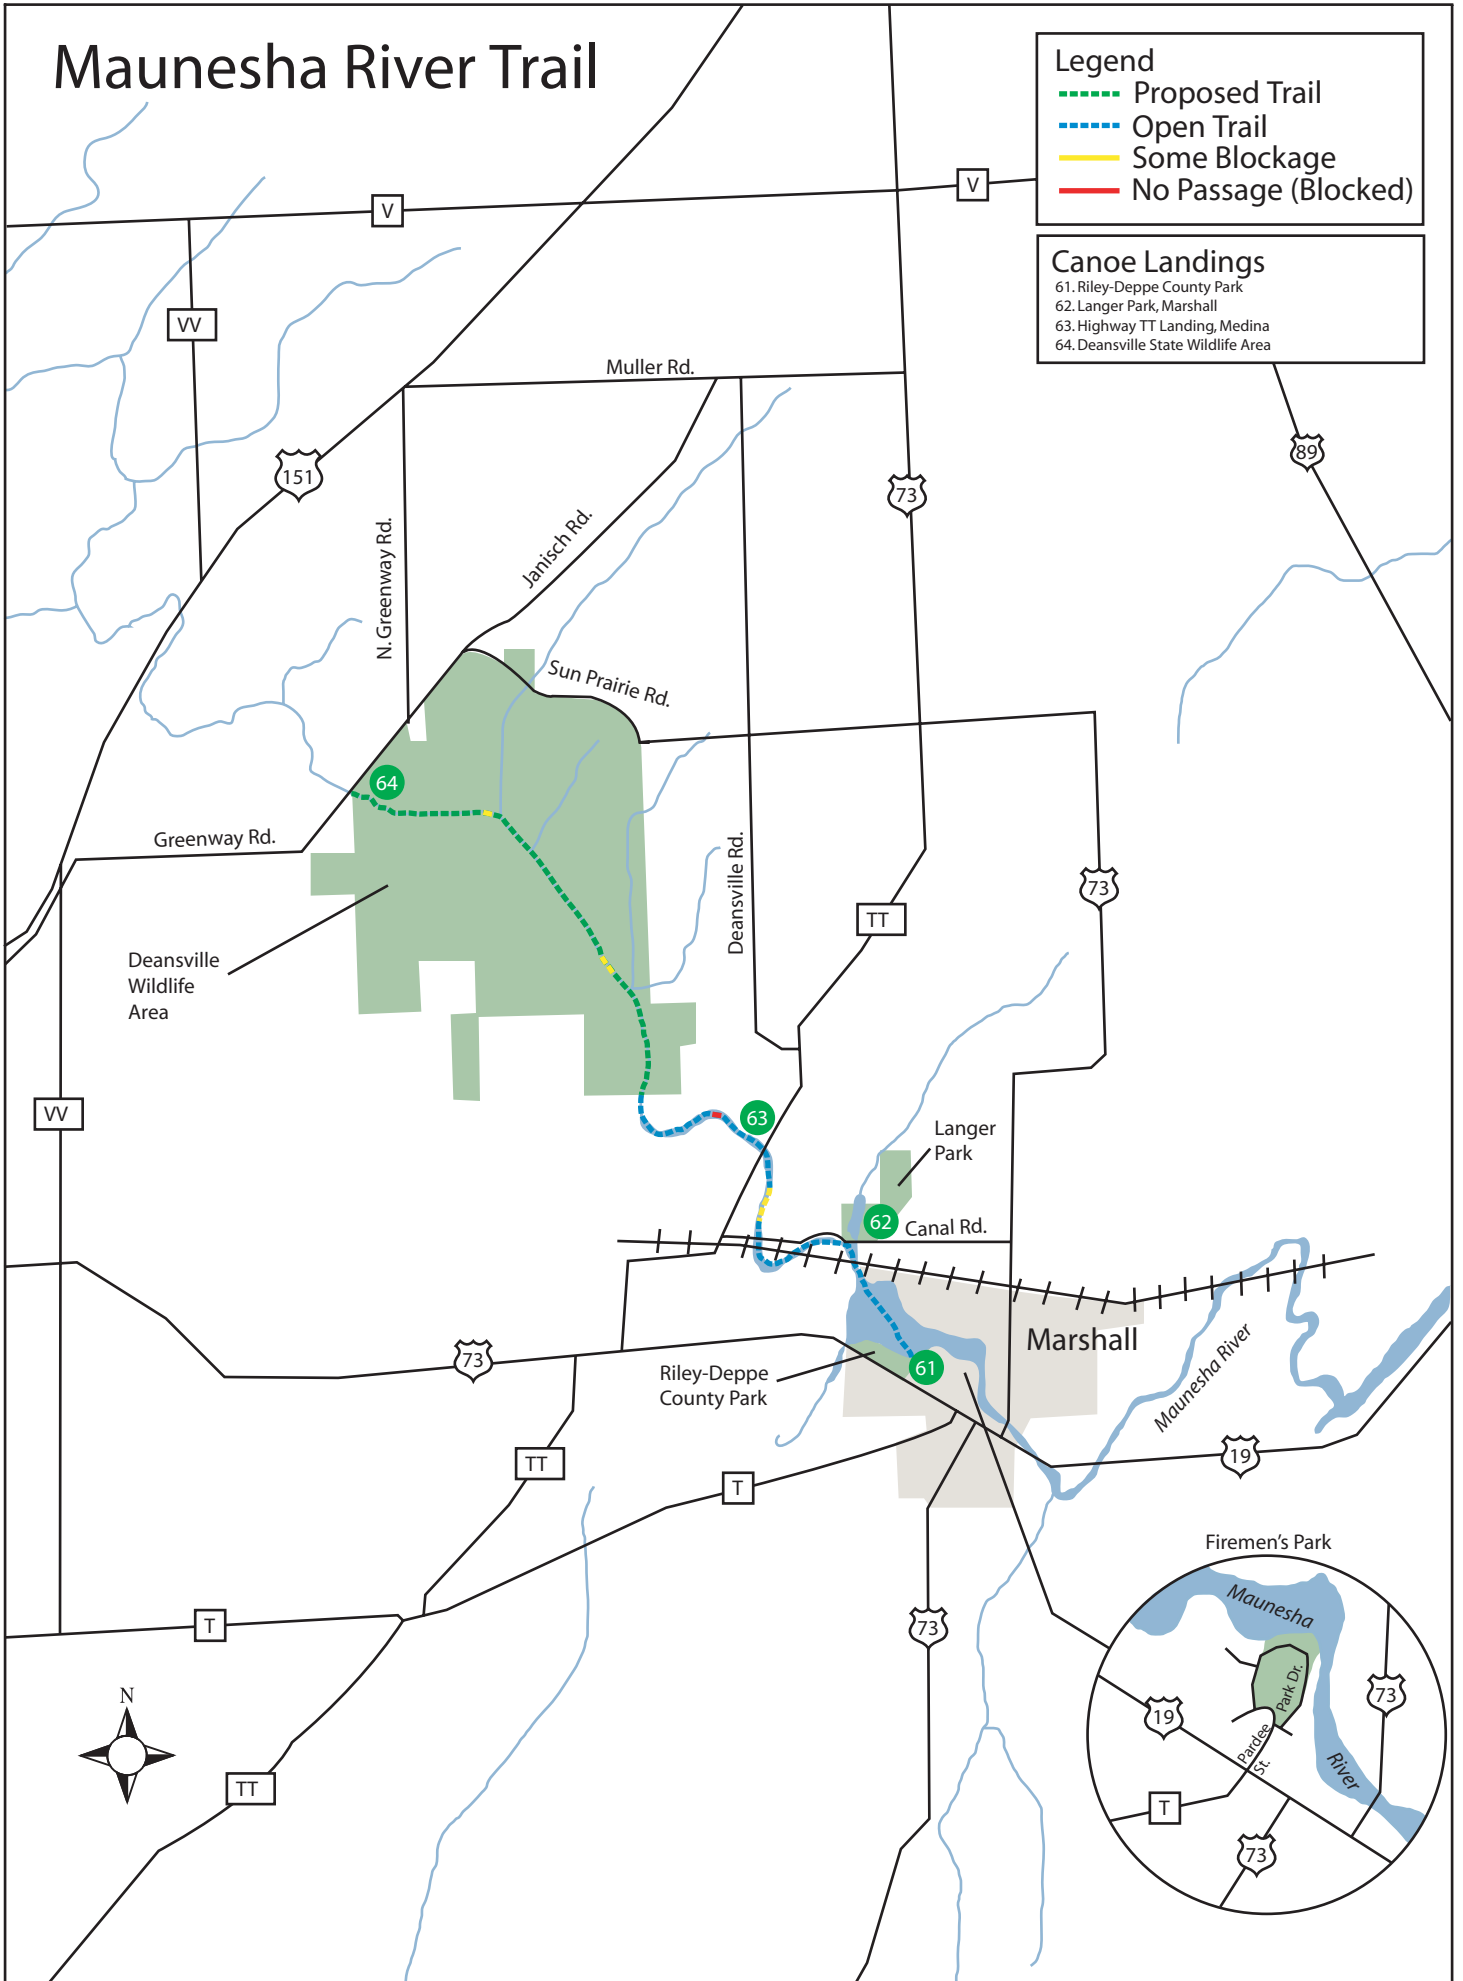 Maunesha River Trail
Legend
Proposed Trail
Open Trail
Some Blockage
No Passage (Blocked)
Canoe Landings
61. Riley-Deppe County Park
62. Langer Park, Marshall
63. Highway TT Landing, Medina
64. Deansville State Wildlife Area
V
V
VV
Muller Rd.
151
89
73
N. Greenway Rd.
Janisch Rd.
Sun Prairie Rd.
64
Greenway Rd.
Deansville Rd.
73
TT
Deansville
Wildlife
Area
VV
63
Langer
Park
62
Canal Rd.
Marshall
73
Riley-Deppe
County Park
61
Maunesha River
TT
T
19
Firemen's Park
Maunesha
Park Dr.
73
19
Pardee
St.
River
T
73
T
73
N
TT